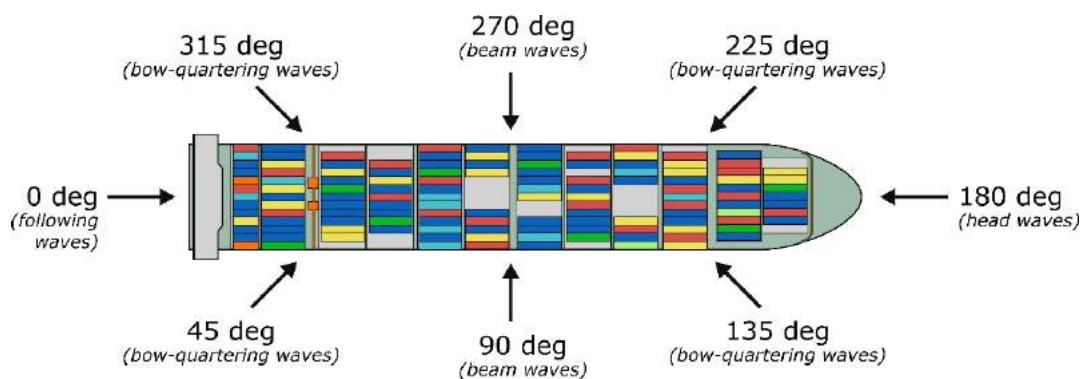 315 deg
(bow-quartering waves)
270 deg
(beam waves)
225 deg
(bow-quartering waves)
0 deg
(following
waves)
180 deg
(head waves)
45 deg
(bow-quartering waves)
90 deg
(beam waves)
135 deg
(bow-quartering waves)